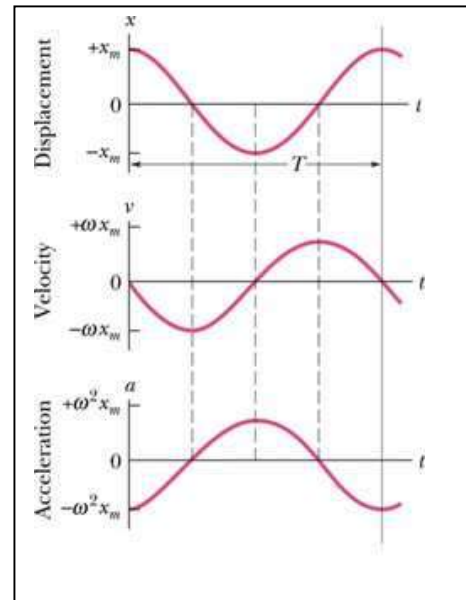 x
+xₘ
Displacement
0
t
−xₘ
T
v
+ωxₘ
Velocity
0
t
−ωxₘ
a
+ω²xₘ
Acceleration
0
t
−ω²xₘ